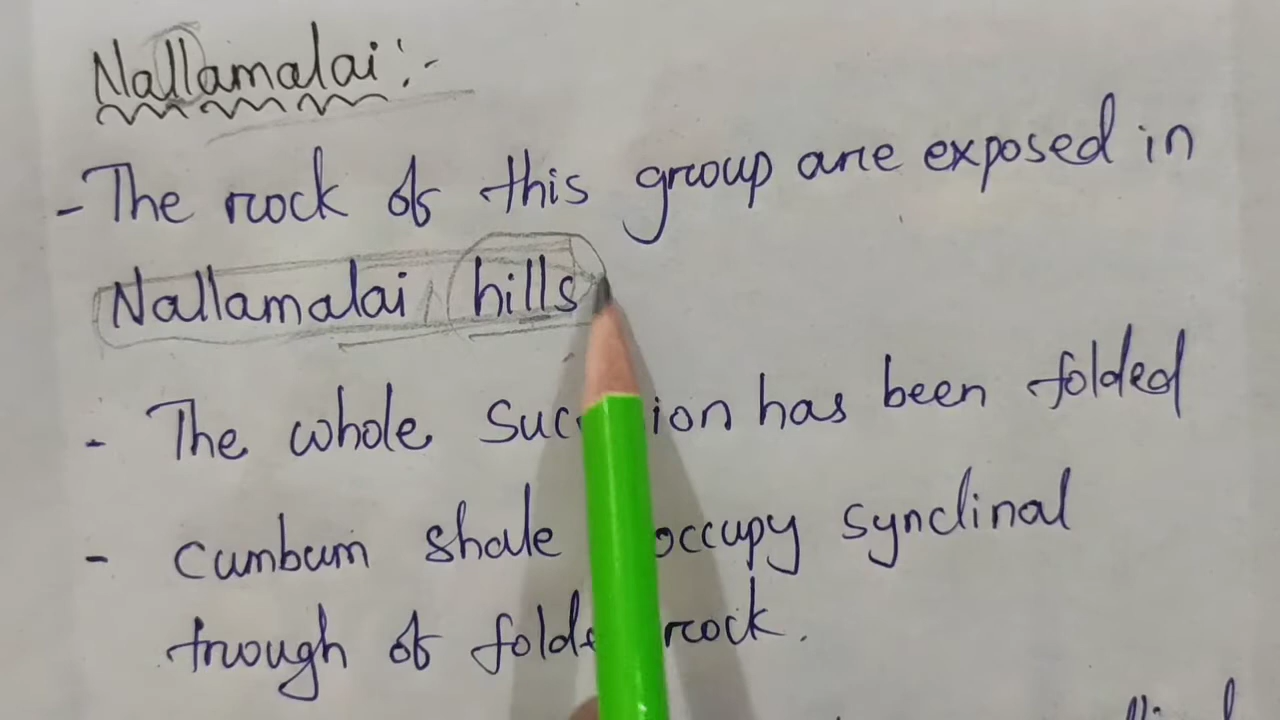 Nallamalai :-
- The rock of this group are exposed in
Nallamalai hills
- The whole has been folded
- Cumbum shale occupy synclinal
trough of rock.